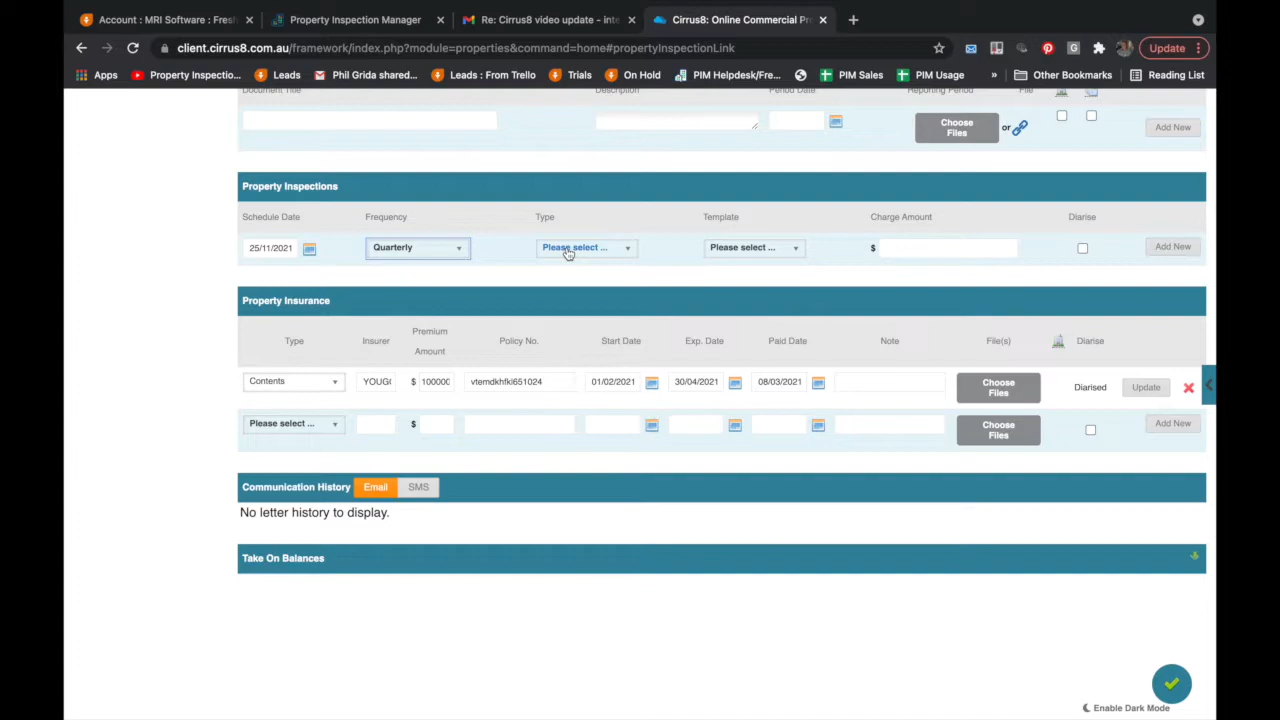 Account : MRI Software : Fresh
Property Inspection Manager
Re: Cirrus8 video update - inte
Cirrus8: Online Commercial Pr
client.cirrus8.com.au/framework/index.php?module=properties&command=home#propertyInspectionLink
Update
Apps
Property Inspectio...
Leads
Phil Grida shared...
Leads : From Trello
Trials
On Hold
PIM Helpdesk/Fre...
PIM Sales
PIM Usage
»
Other Bookmarks
Reading List
Document Title
Description
Period Date
Reporting Period
File
Choose Files
or
Add New
Property Inspections
Schedule Date
Frequency
Type
Template
Charge Amount
Diarise
25/11/2021
Quarterly
Please select ...
Please select ...
$
Add New
Property Insurance
Type
Insurer
Premium Amount
Policy No.
Start Date
Exp. Date
Paid Date
Note
File(s)
Diarise
Contents
$ 100000
vtemdkhfkl651024
01/02/2021
30/04/2021
08/03/2021
Choose Files
Diarised
Update
Please select ...
$
Choose Files
Add New
Communication History
Email
SMS
No letter history to display.
Take On Balances
Enable Dark Mode